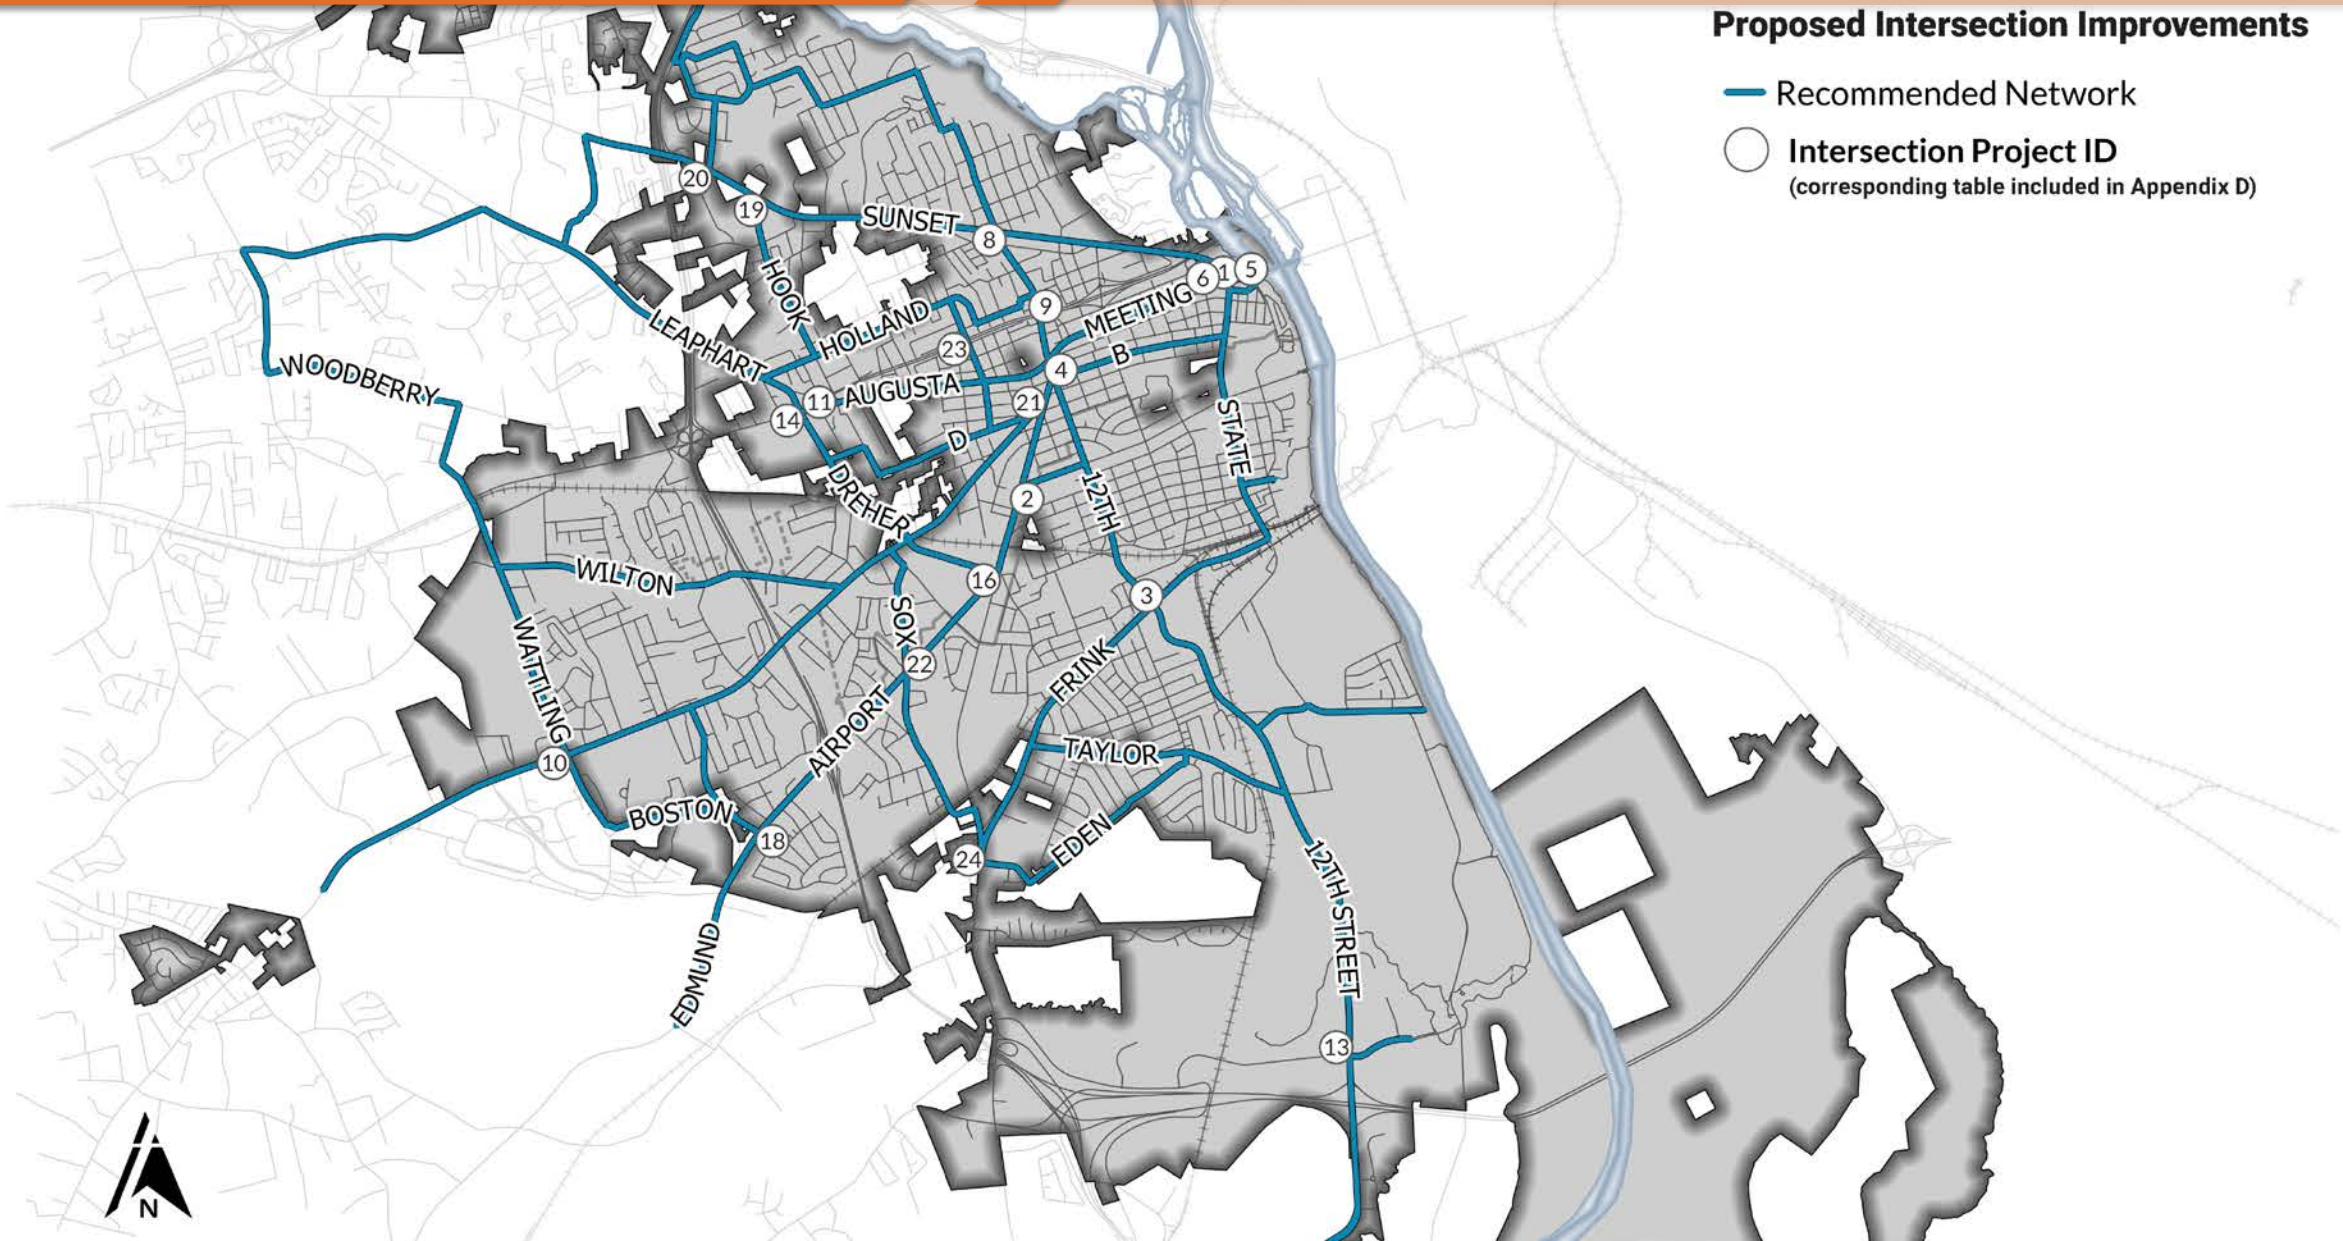 Proposed Intersection Improvements
Recommended Network
Intersection Project ID
(corresponding table included in Appendix D)
20
19
SUNSET
8
HOOK
6
1
5
9
MEETING
HOLLAND
LEAPHART
23
B
4
WOODBERRY
AUGUSTA
11
21
14
STATE
D
DREHER
12TH
2
WILTON
16
3
SOX
WATTLING
22
FRINK
AIRPORT
TAYLOR
10
BOSTON
18
EDEN
24
12TH STREET
EDMUND
13
N